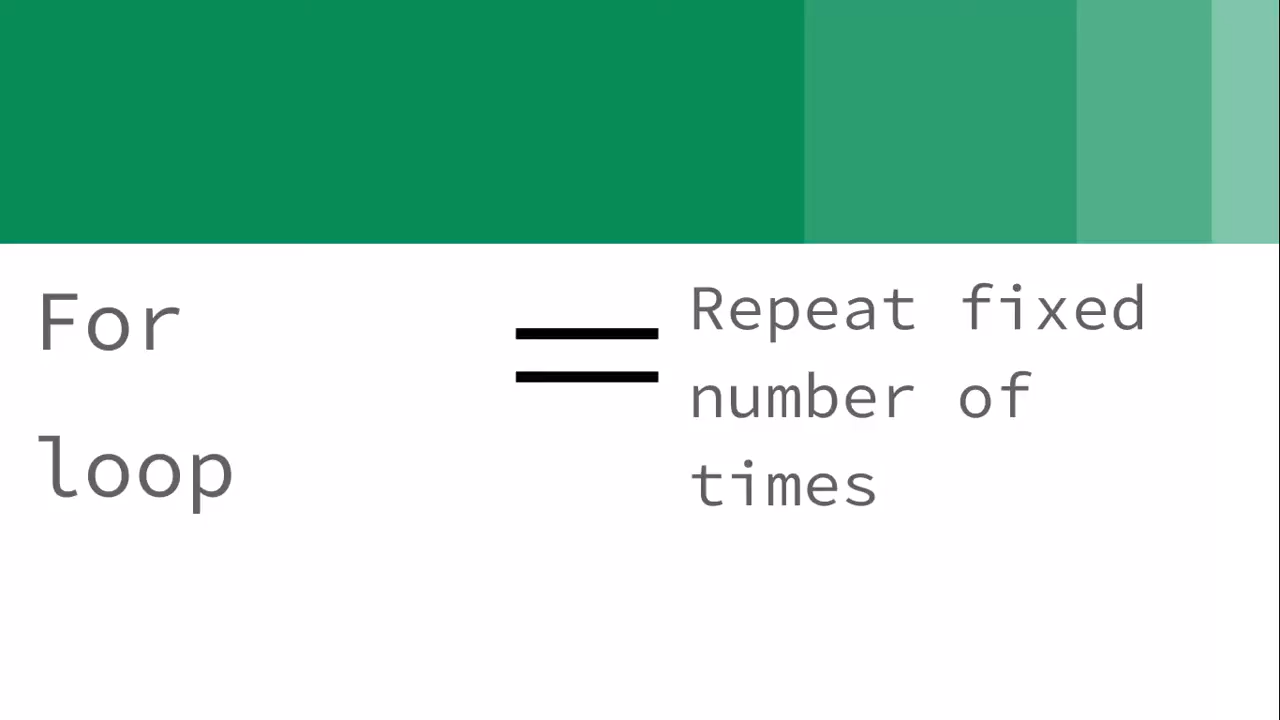 For
loop
=
Repeat fixed
number of
times